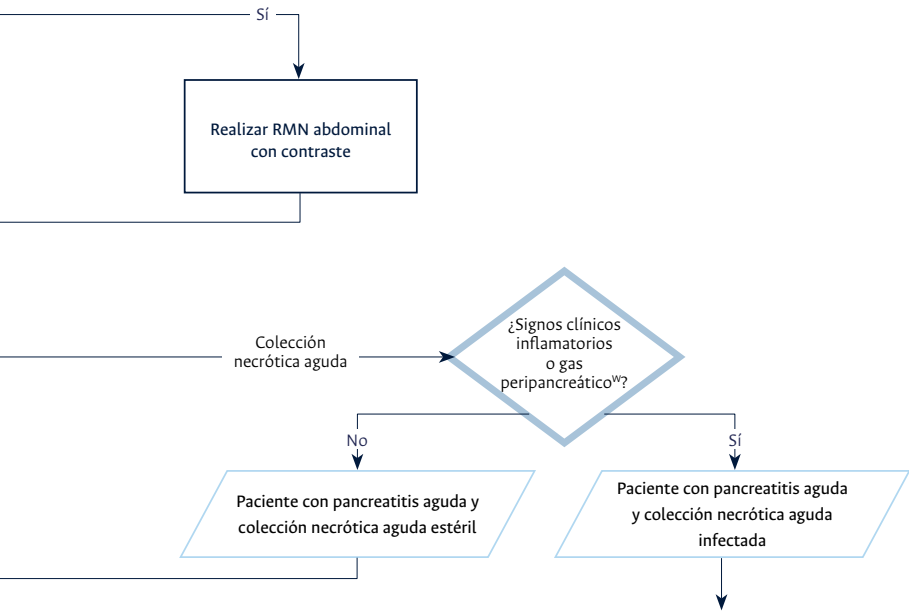 Sí
Realizar RMN abdominal
con contraste
Colección
necrótica aguda
¿Signos clínicos
inflamatorios
o gas
peripancreáticoᵂ?
No
Sí
Paciente con pancreatitis aguda y
colección necrótica aguda estéril
Paciente con pancreatitis aguda
y colección necrótica aguda
infectada